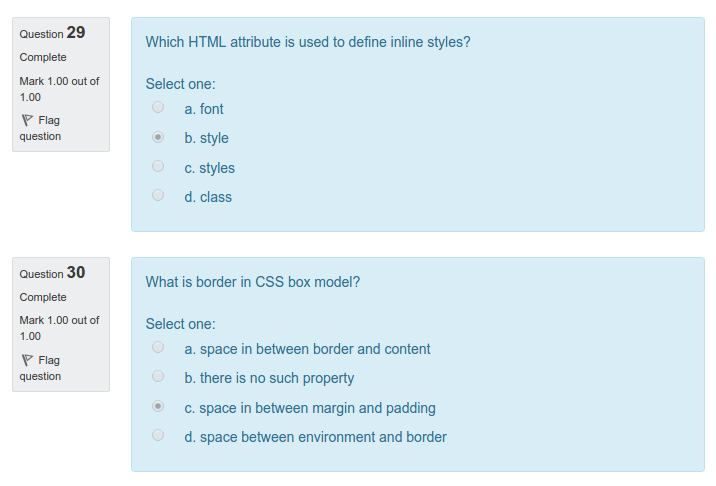 Question 29
Complete
Mark 1.00 out of
1.00
Flag
question
Which HTML attribute is used to define inline styles?
Select one:
a. font
b. style
c. styles
d. class
Question 30
Complete
Mark 1.00 out of
1.00
Flag
question
What is border in CSS box model?
Select one:
a. space in between border and content
b. there is no such property
c. space in between margin and padding
d. space between environment and border